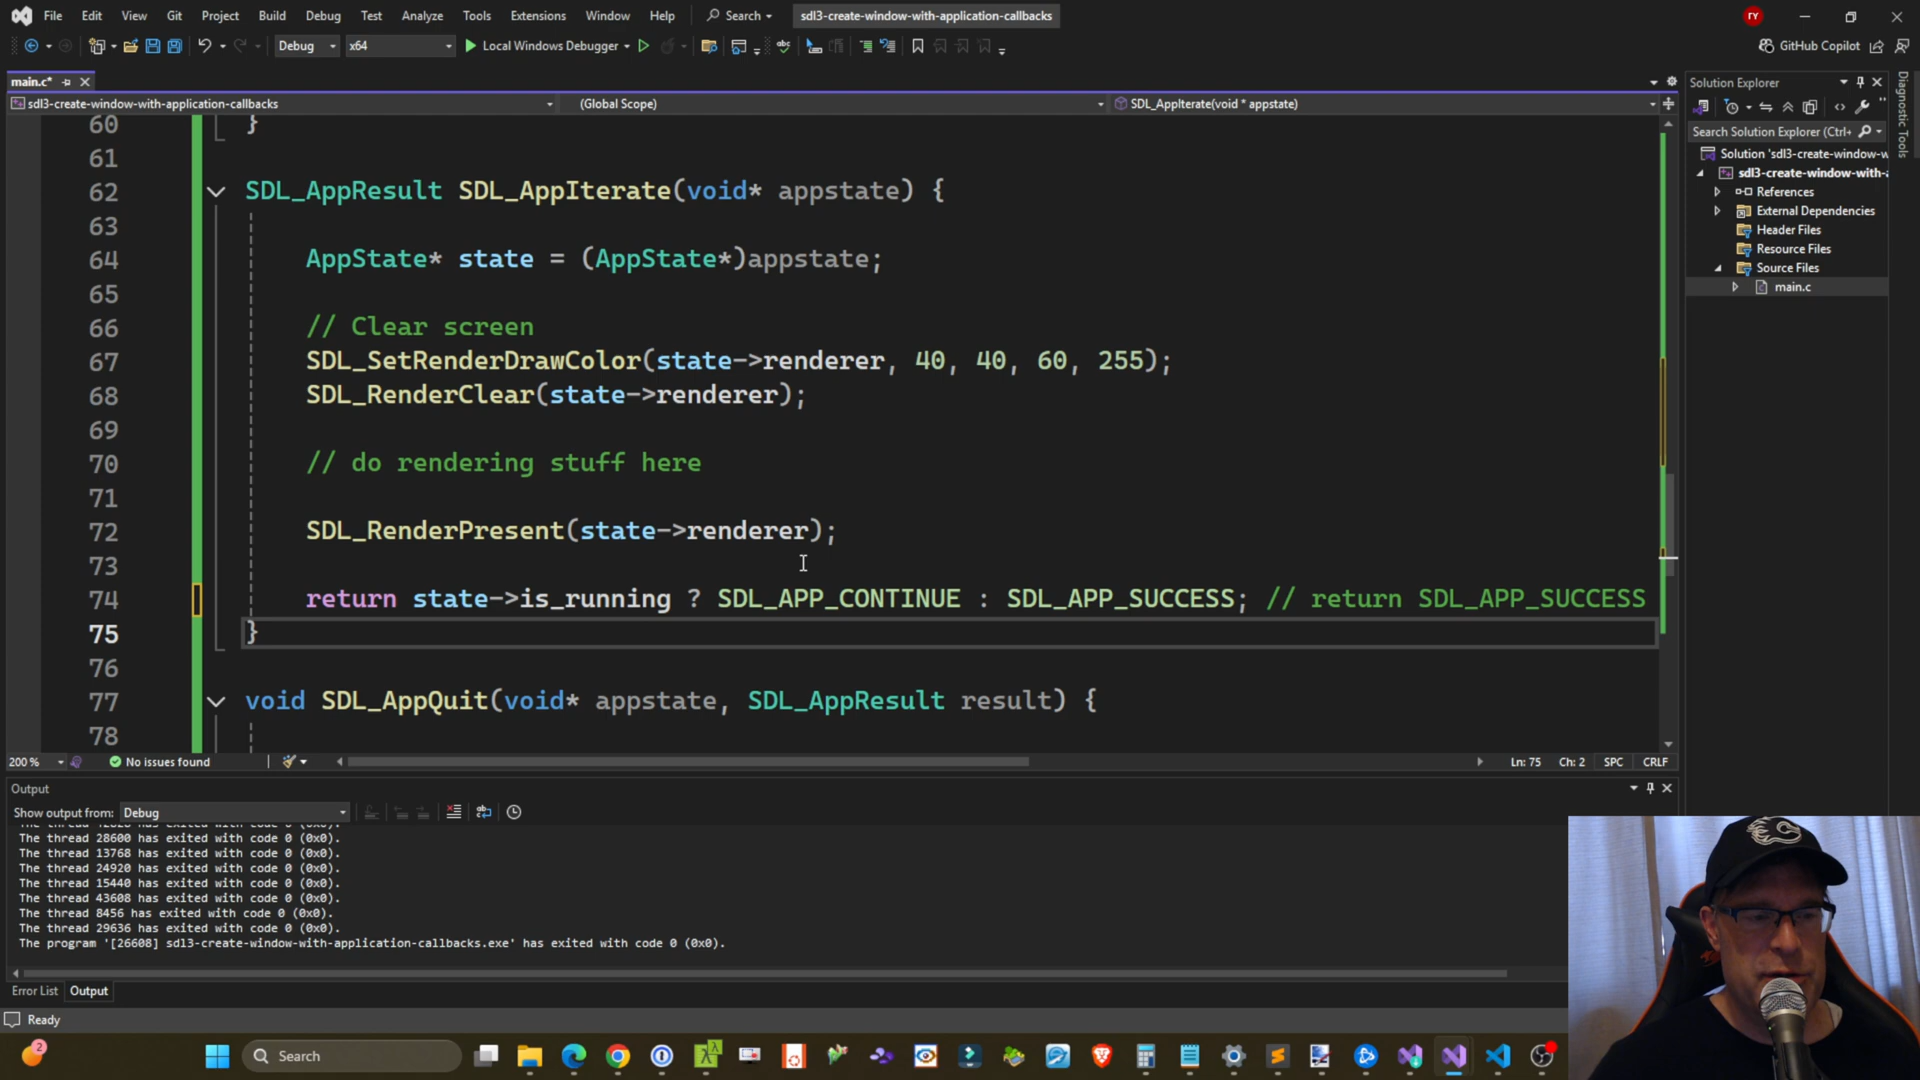 File Edit View Git Project Build Debug Test Analyze Tools Extensions Window Help Search sdl3-create-window-with-application-callbacks RY
Debug x64 Local Windows Debugger GitHub Copilot
main.c*
sdl3-create-window-with-application-callbacks (Global Scope) SDL_AppIterate(void * appstate)
60 }
61
62 SDL_AppResult SDL_AppIterate(void* appstate) {
63
64 AppState* state = (AppState*)appstate;
65
66 // Clear screen
67 SDL_SetRenderDrawColor(state->renderer, 40, 40, 60, 255);
68 SDL_RenderClear(state->renderer);
69
70 // do rendering stuff here
71
72 SDL_RenderPresent(state->renderer);
73
74 return state->is_running ? SDL_APP_CONTINUE : SDL_APP_SUCCESS; // return SDL_APP_SUCCESS
75 }
76
77 void SDL_AppQuit(void* appstate, SDL_AppResult result) {
78
200 % No issues found Ln: 75 Ch: 2 SPC CRLF
Solution Explorer
Search Solution Explorer (Ctrl+
Solution 'sdl3-create-window-w
sdl3-create-window-with-
References
External Dependencies
Header Files
Resource Files
Source Files
main.c
Diagnostic Tools
Output
Show output from: Debug
The thread 28600 has exited with code 0 (0x0).
The thread 13768 has exited with code 0 (0x0).
The thread 24920 has exited with code 0 (0x0).
The thread 15440 has exited with code 0 (0x0).
The thread 43608 has exited with code 0 (0x0).
The thread 8456 has exited with code 0 (0x0).
The thread 29636 has exited with code 0 (0x0).
The program '[26608] sdl3-create-window-with-application-callbacks.exe' has exited with code 0 (0x0).
Error List Output
Ready
2 Search